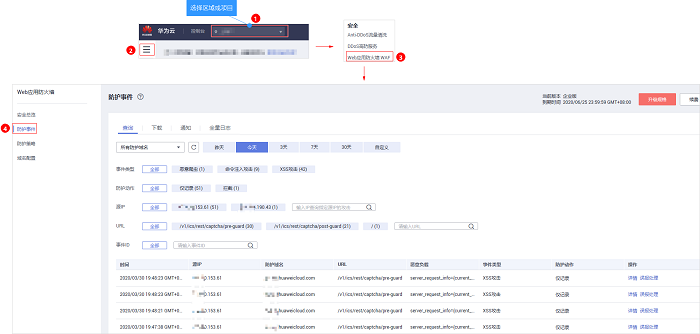 选择区域或项目
1
华为云
控制台
2
安全
Anti-DDoS流量清洗
DDoS高防服务
Web应用防火墙 WAF
3
Web应用防火墙
安全总览
4
防护事件
防护策略
域名配置
防护事件
当前版本 企业版
到期时间 2020/06/25 23:59:59 GMT+08:00
升级规格
续费
查询 下载 通知 全量日志
所有防护域名 昨天 今天 3天 7天 30天 自定义
事件类型 全部 恶意爬虫 (1) 命令注入攻击 (9) XSS攻击 (42)
防护动作 全部 仅记录 (51) 拦截 (1)
源IP 全部 153.61 (51) 190.43 (1)
URL 全部 /v1/ics/rest/captcha/pre-guard (30) /v1/ics/rest/captcha/post-guard (21) / (1) 请输入URL
事件ID 全部 请输入事件ID
时间 源IP 防护域名 URL 恶意负载 事件类型 防护动作 操作
2020/03/30 19:48:23 GMT+0... 153.61 huaweicloud.com /v1/ics/rest/captcha/pre-guard server_request_info={current_... XSS攻击 仅记录 详情 误报处理
2020/03/30 19:48:23 GMT+0... 153.61 huaweicloud.com /v1/ics/rest/captcha/pre-guard server_request_info={current_... XSS攻击 仅记录 详情 误报处理
2020/03/30 19:48:21 GMT+0... 153.61 huaweicloud.com /v1/ics/rest/captcha/pre-guard server_request_info={current_... XSS攻击 仅记录 详情 误报处理
2020/03/30 19:47:38 GMT+0... 153.61 huaweicloud.com /v1/ics/rest/captcha/pre-guard server_request_info={current_... XSS攻击 仅记录 详情 误报处理